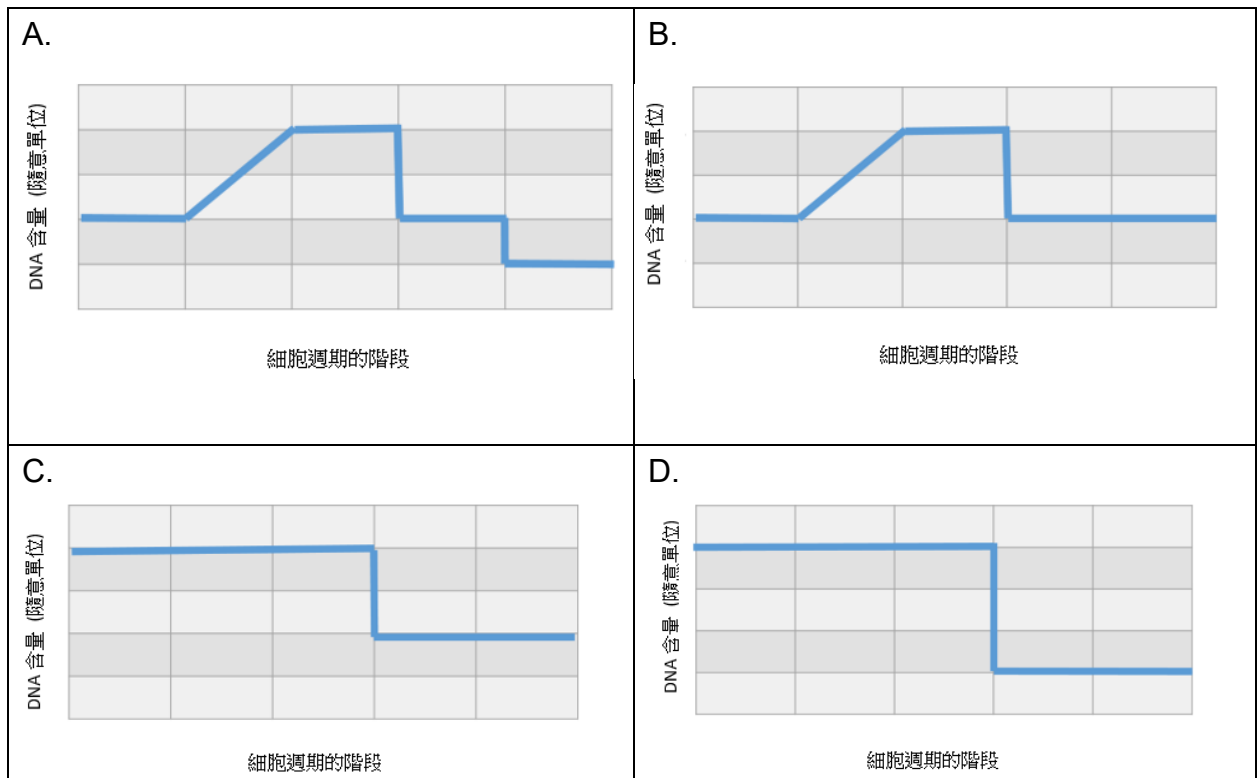 A.
DNA 含量 (隨意單位)
細胞週期的階段
B.
DNA 含量 (隨意單位)
細胞週期的階段
C.
DNA 含量 (隨意單位)
細胞週期的階段
D.
DNA 含量 (隨意單位)
細胞週期的階段